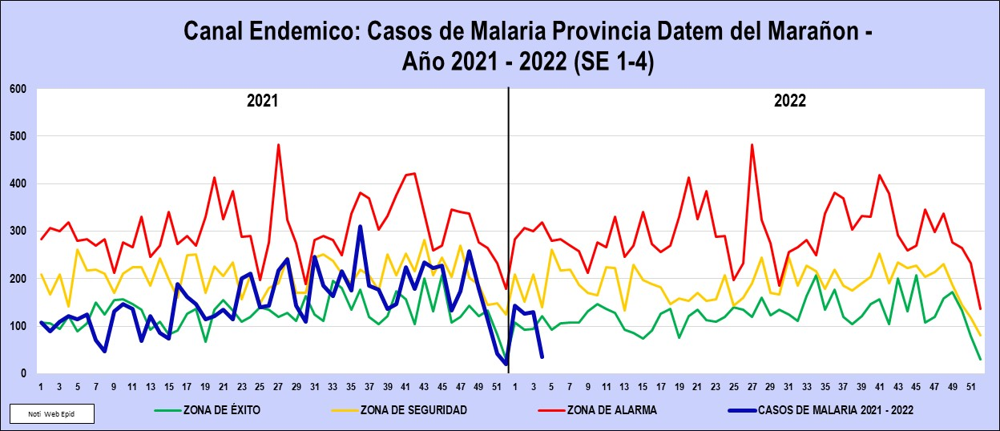 Canal Endemico: Casos de Malaria Provincia Datem del Marañon -
Año 2021 - 2022 (SE 1-4)
600
500
400
300
200
100
0
2021
2022
1 3 5 7 9 11 13 15 17 19 21 23 25 27 29 31 33 35 37 39 41 43 45 47 49 51 1 3 5 7 9 11 13 15 17 19 21 23 25 27 29 31 33 35 37 39 41 43 45 47 49 51
Noti Web Epid
ZONA DE ÉXITO ZONA DE SEGURIDAD ZONA DE ALARMA CASOS DE MALARIA 2021 - 2022